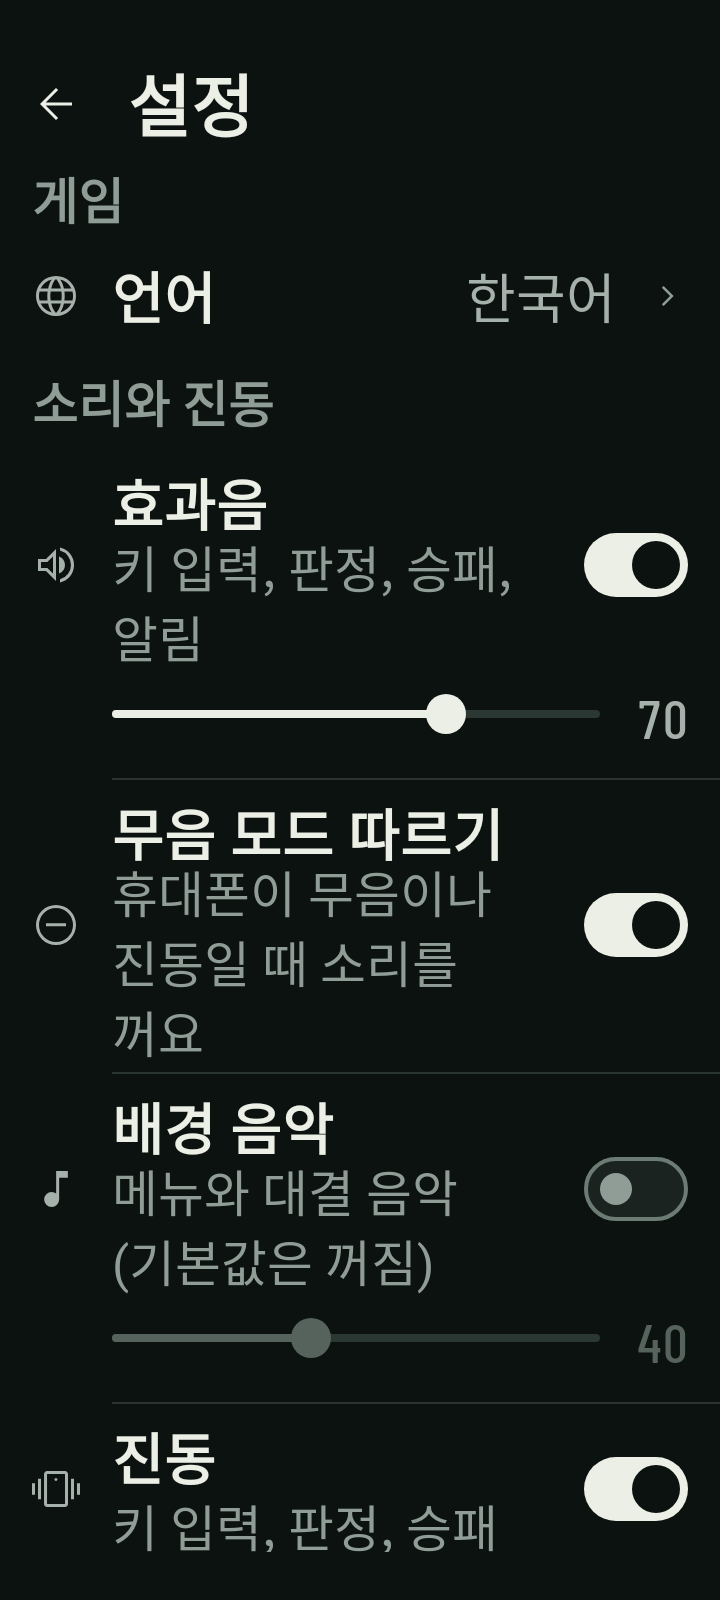 설정
게임
언어 한국어
소리와 진동
효과음
키 입력, 판정, 승패,
알림
70
무음 모드 따르기
휴대폰이 무음이나
진동일 때 소리를
꺼요
배경 음악
메뉴와 대결 음악
(기본값은 꺼짐)
40
진동
키 입력, 판정, 승패